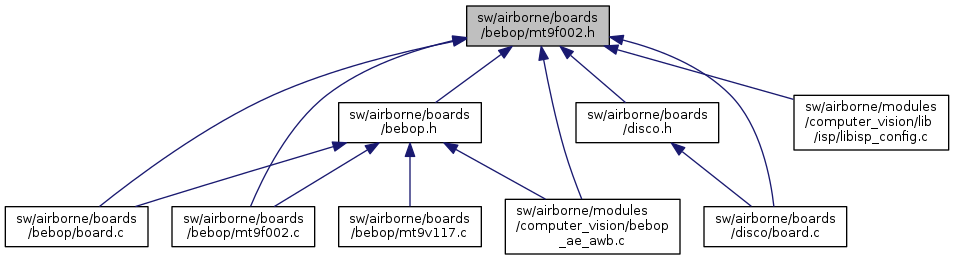 sw/airborne/boards
/bebop/mt9f002.h
sw/airborne/boards
/bebop.h
sw/airborne/boards
/disco.h
sw/airborne/modules
/computer_vision/lib
/isp/libisp_config.c
sw/airborne/boards
/bebop/board.c
sw/airborne/boards
/bebop/mt9f002.c
sw/airborne/boards
/bebop/mt9v117.c
sw/airborne/modules
/computer_vision/bebop
_ae_awb.c
sw/airborne/boards
/disco/board.c